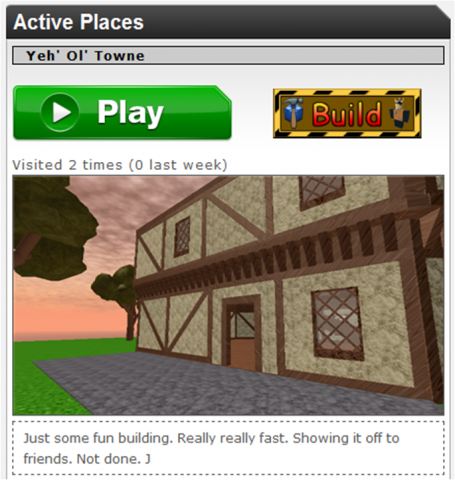 Active Places
Yeh' Ol' Towne
Play
Build
Visited 2 times (0 last week)
Just some fun building. Really really fast. Showing it off to
friends. Not done. J